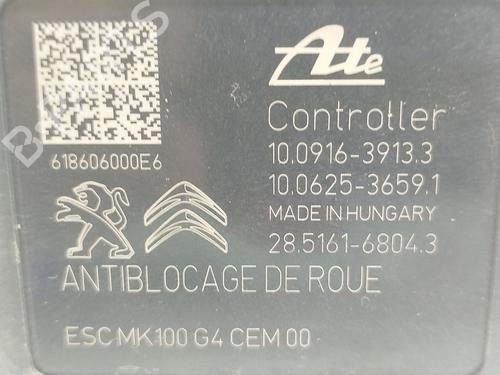 Ate
618606000E6
Controller
10.0916-3913.3
10.0625-3659.1
MADE IN HUNGARY
28.5161-6804.3
ANTIBLOCAGE DE ROUE
ESC MK100 G4 CEM 00